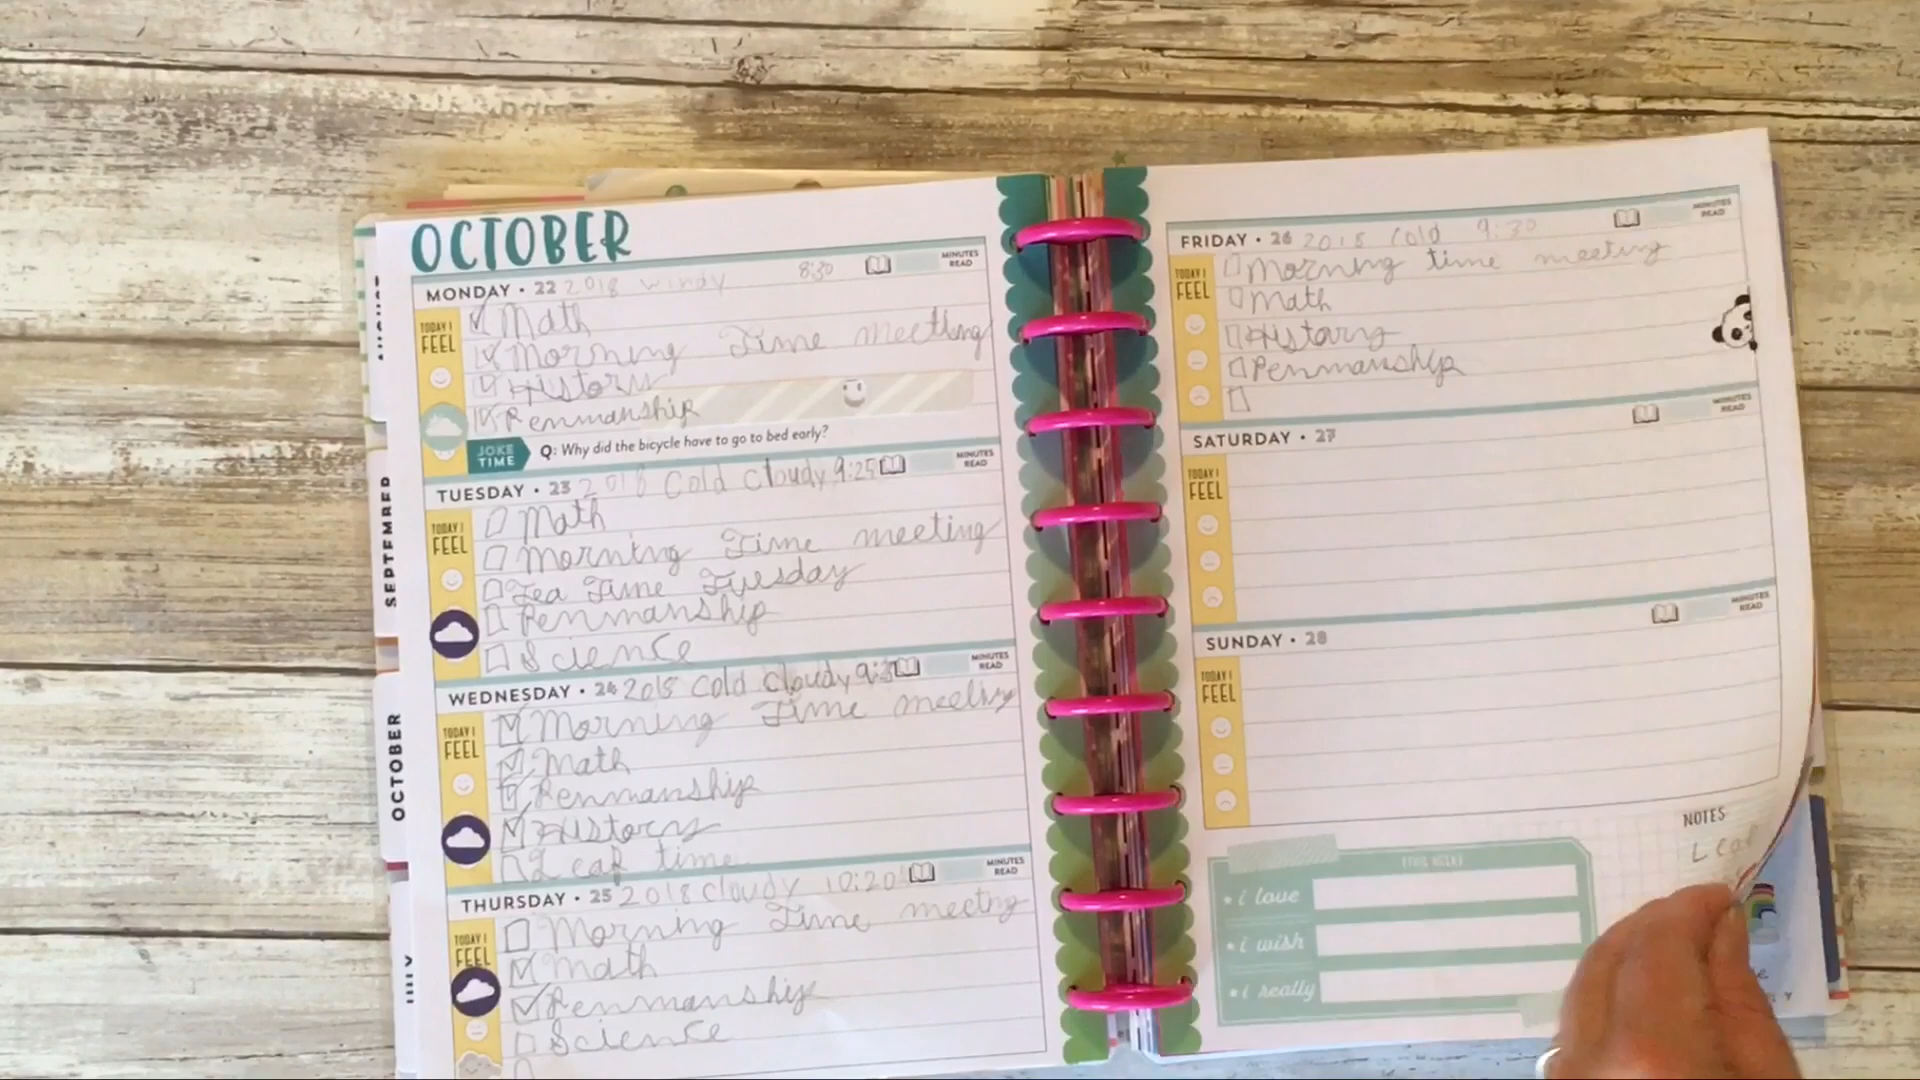 OCTOBER
MONDAY • 22 2018 windy 8:30 MINUTES READ
TODAY I FEEL
Math
Morning Time meeting
History
Penmanship
JOKE TIME Q: Why did the bicycle have to go to bed early?
TUESDAY • 23 2018 Cold Cloudy 9:25 MINUTES READ
TODAY I FEEL
Math
Morning Time meeting
Tea Time Tuesday
Penmanship
Science
WEDNESDAY • 24 2018 Cold Cloudy MINUTES READ
TODAY I FEEL
Morning Time meeting
Math
Penmanship
History
Leaf time
THURSDAY • 25 2018 cloudy 10:20 MINUTES READ
TODAY I FEEL
Morning Time meetng
Math
Penmanship
Science
FRIDAY • 26 2018 Cold 9:30 MINUTES READ
TODAY I FEEL
Morning time meeting
Math
History
Penmanship
SATURDAY • 27 MINUTES READ
TODAY I FEEL
SUNDAY • 28 MINUTES READ
TODAY I FEEL
NOTES
• i love
• i wish
• i really
SEPTEMBER
OCTOBER